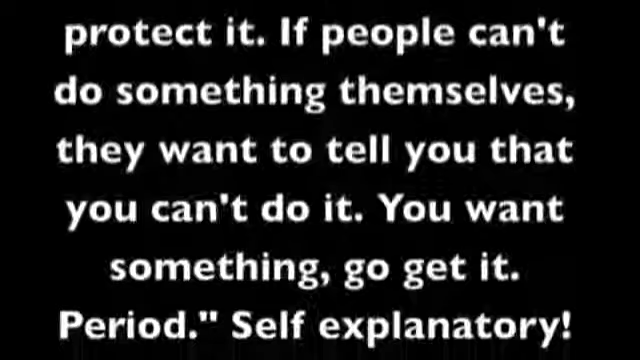 protect it. If people can't
do something themselves,
they want to tell you that
you can't do it. You want
something, go get it.
Period." Self explanatory!